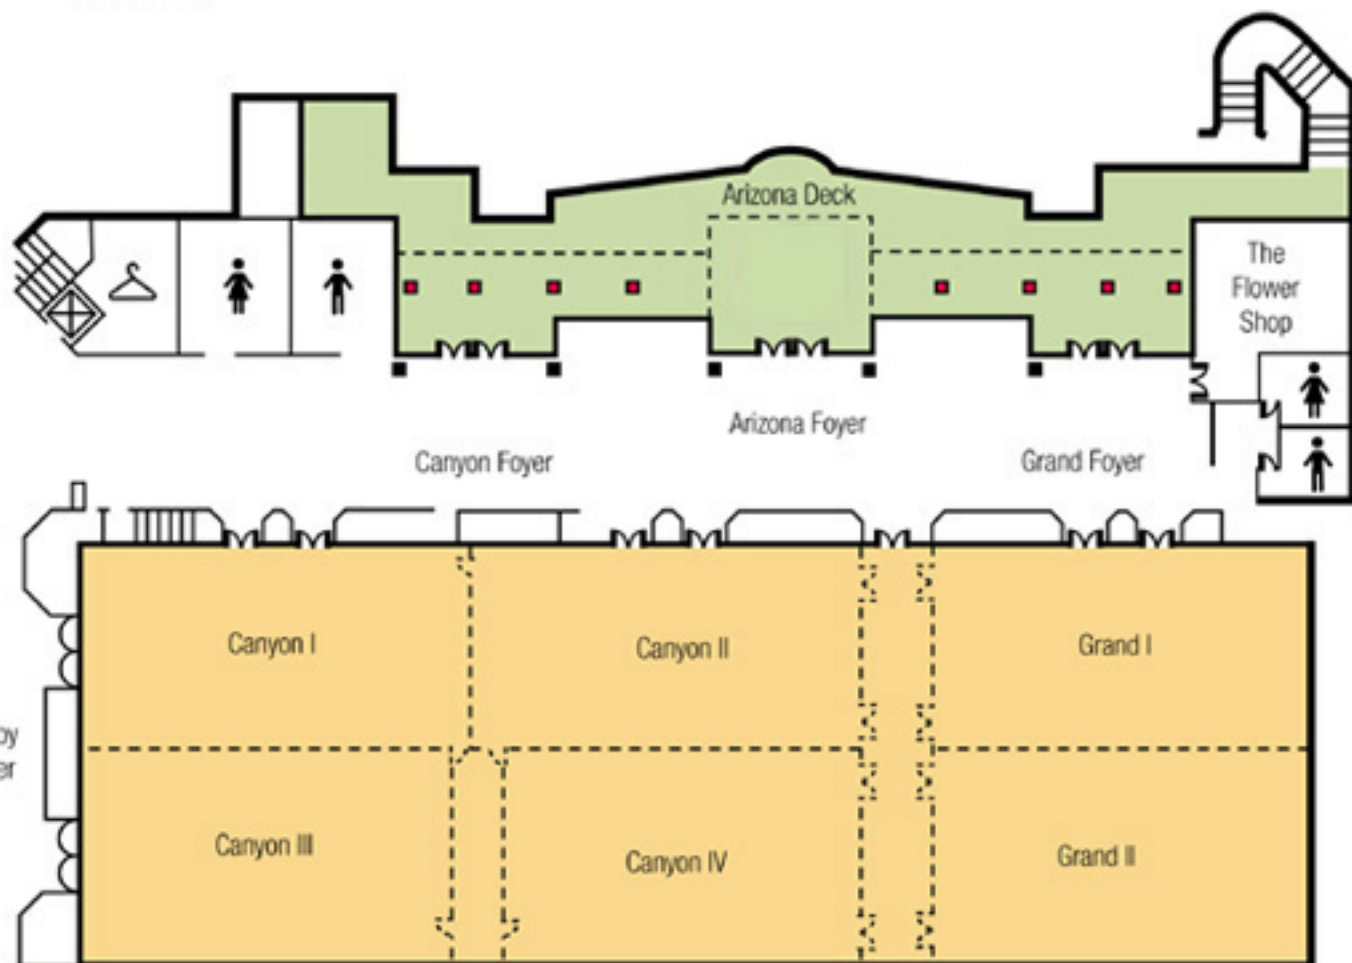 Arizona Deck
The
Flower
Shop
Arizona Foyer
Canyon Foyer
Grand Foyer
Canyon I
Canyon II
Grand I
Canyon III
Canyon IV
Grand II